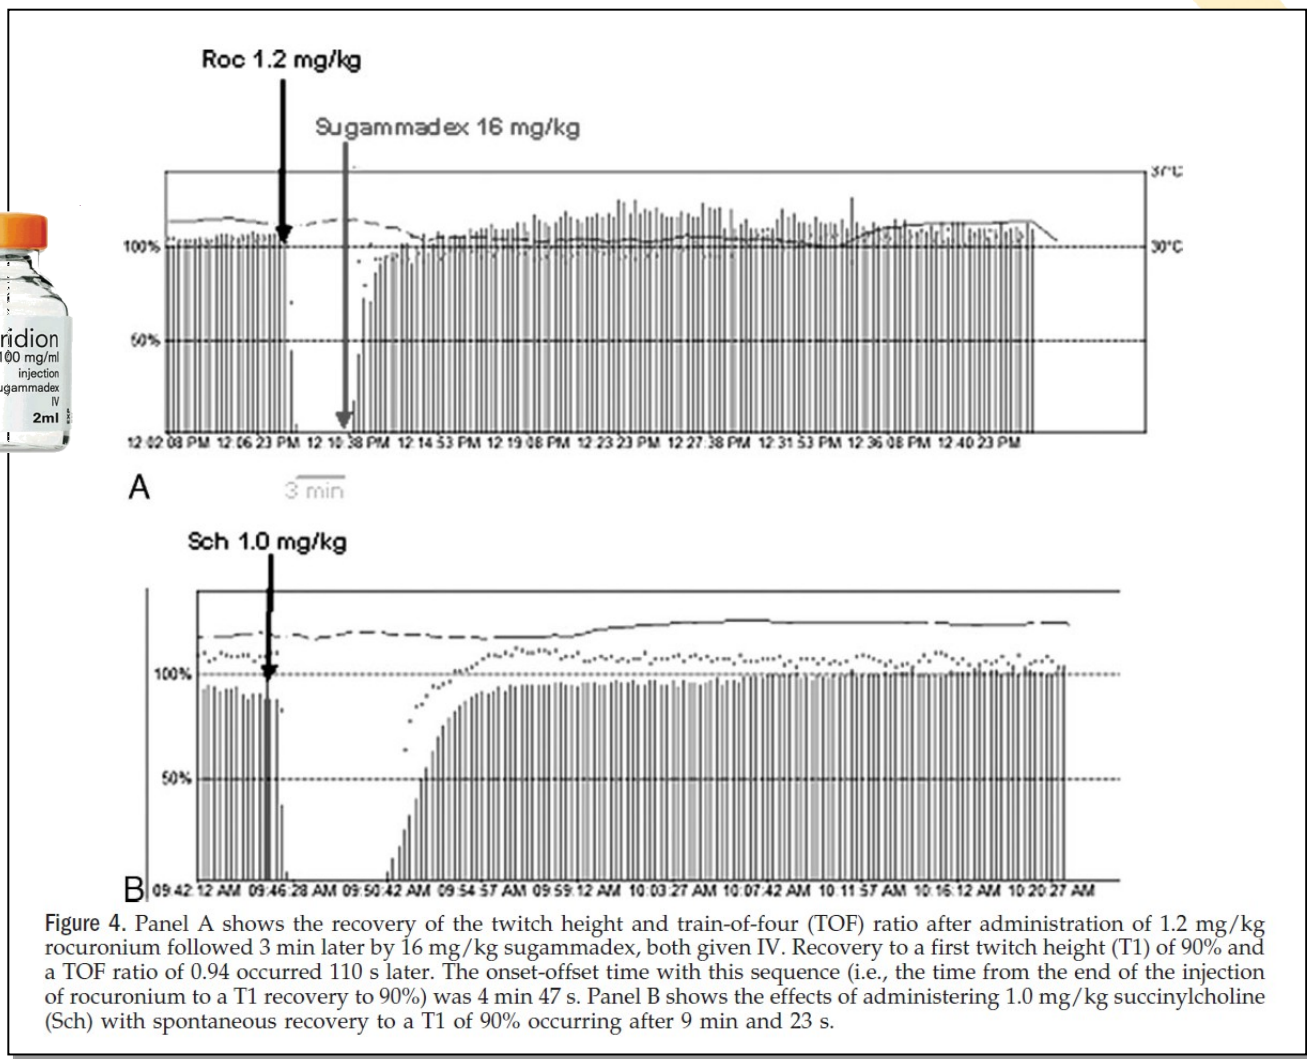 Roc 1.2 mg/kg
Sugammadex 16 mg/kg
37°C
100%
30°C
50%
12:02:08 PM 12:06:23 PM 12:10:38 PM 12:14:53 PM 12:19:08 PM 12:23:23 PM 12:27:38 PM 12:31:53 PM 12:36:08 PM 12:40:23 PM
A
3 min
ridion
100 mg/ml
injection
ugammadex
IV
2ml
Sch 1.0 mg/kg
100%
50%
B
09:42:12 AM 09:46:28 AM 09:50:42 AM 09:54:57 AM 09:59:12 AM 10:03:27 AM 10:07:42 AM 10:11:57 AM 10:16:12 AM 10:20:27 AM
Figure 4. Panel A shows the recovery of the twitch height and train-of-four (TOF) ratio after administration of 1.2 mg/kg
rocuronium followed 3 min later by 16 mg/kg sugammadex, both given IV. Recovery to a first twitch height (T1) of 90% and
a TOF ratio of 0.94 occurred 110 s later. The onset-offset time with this sequence (i.e., the time from the end of the injection
of rocuronium to a T1 recovery to 90%) was 4 min 47 s. Panel B shows the effects of administering 1.0 mg/kg succinylcholine
(Sch) with spontaneous recovery to a T1 of 90% occurring after 9 min and 23 s.